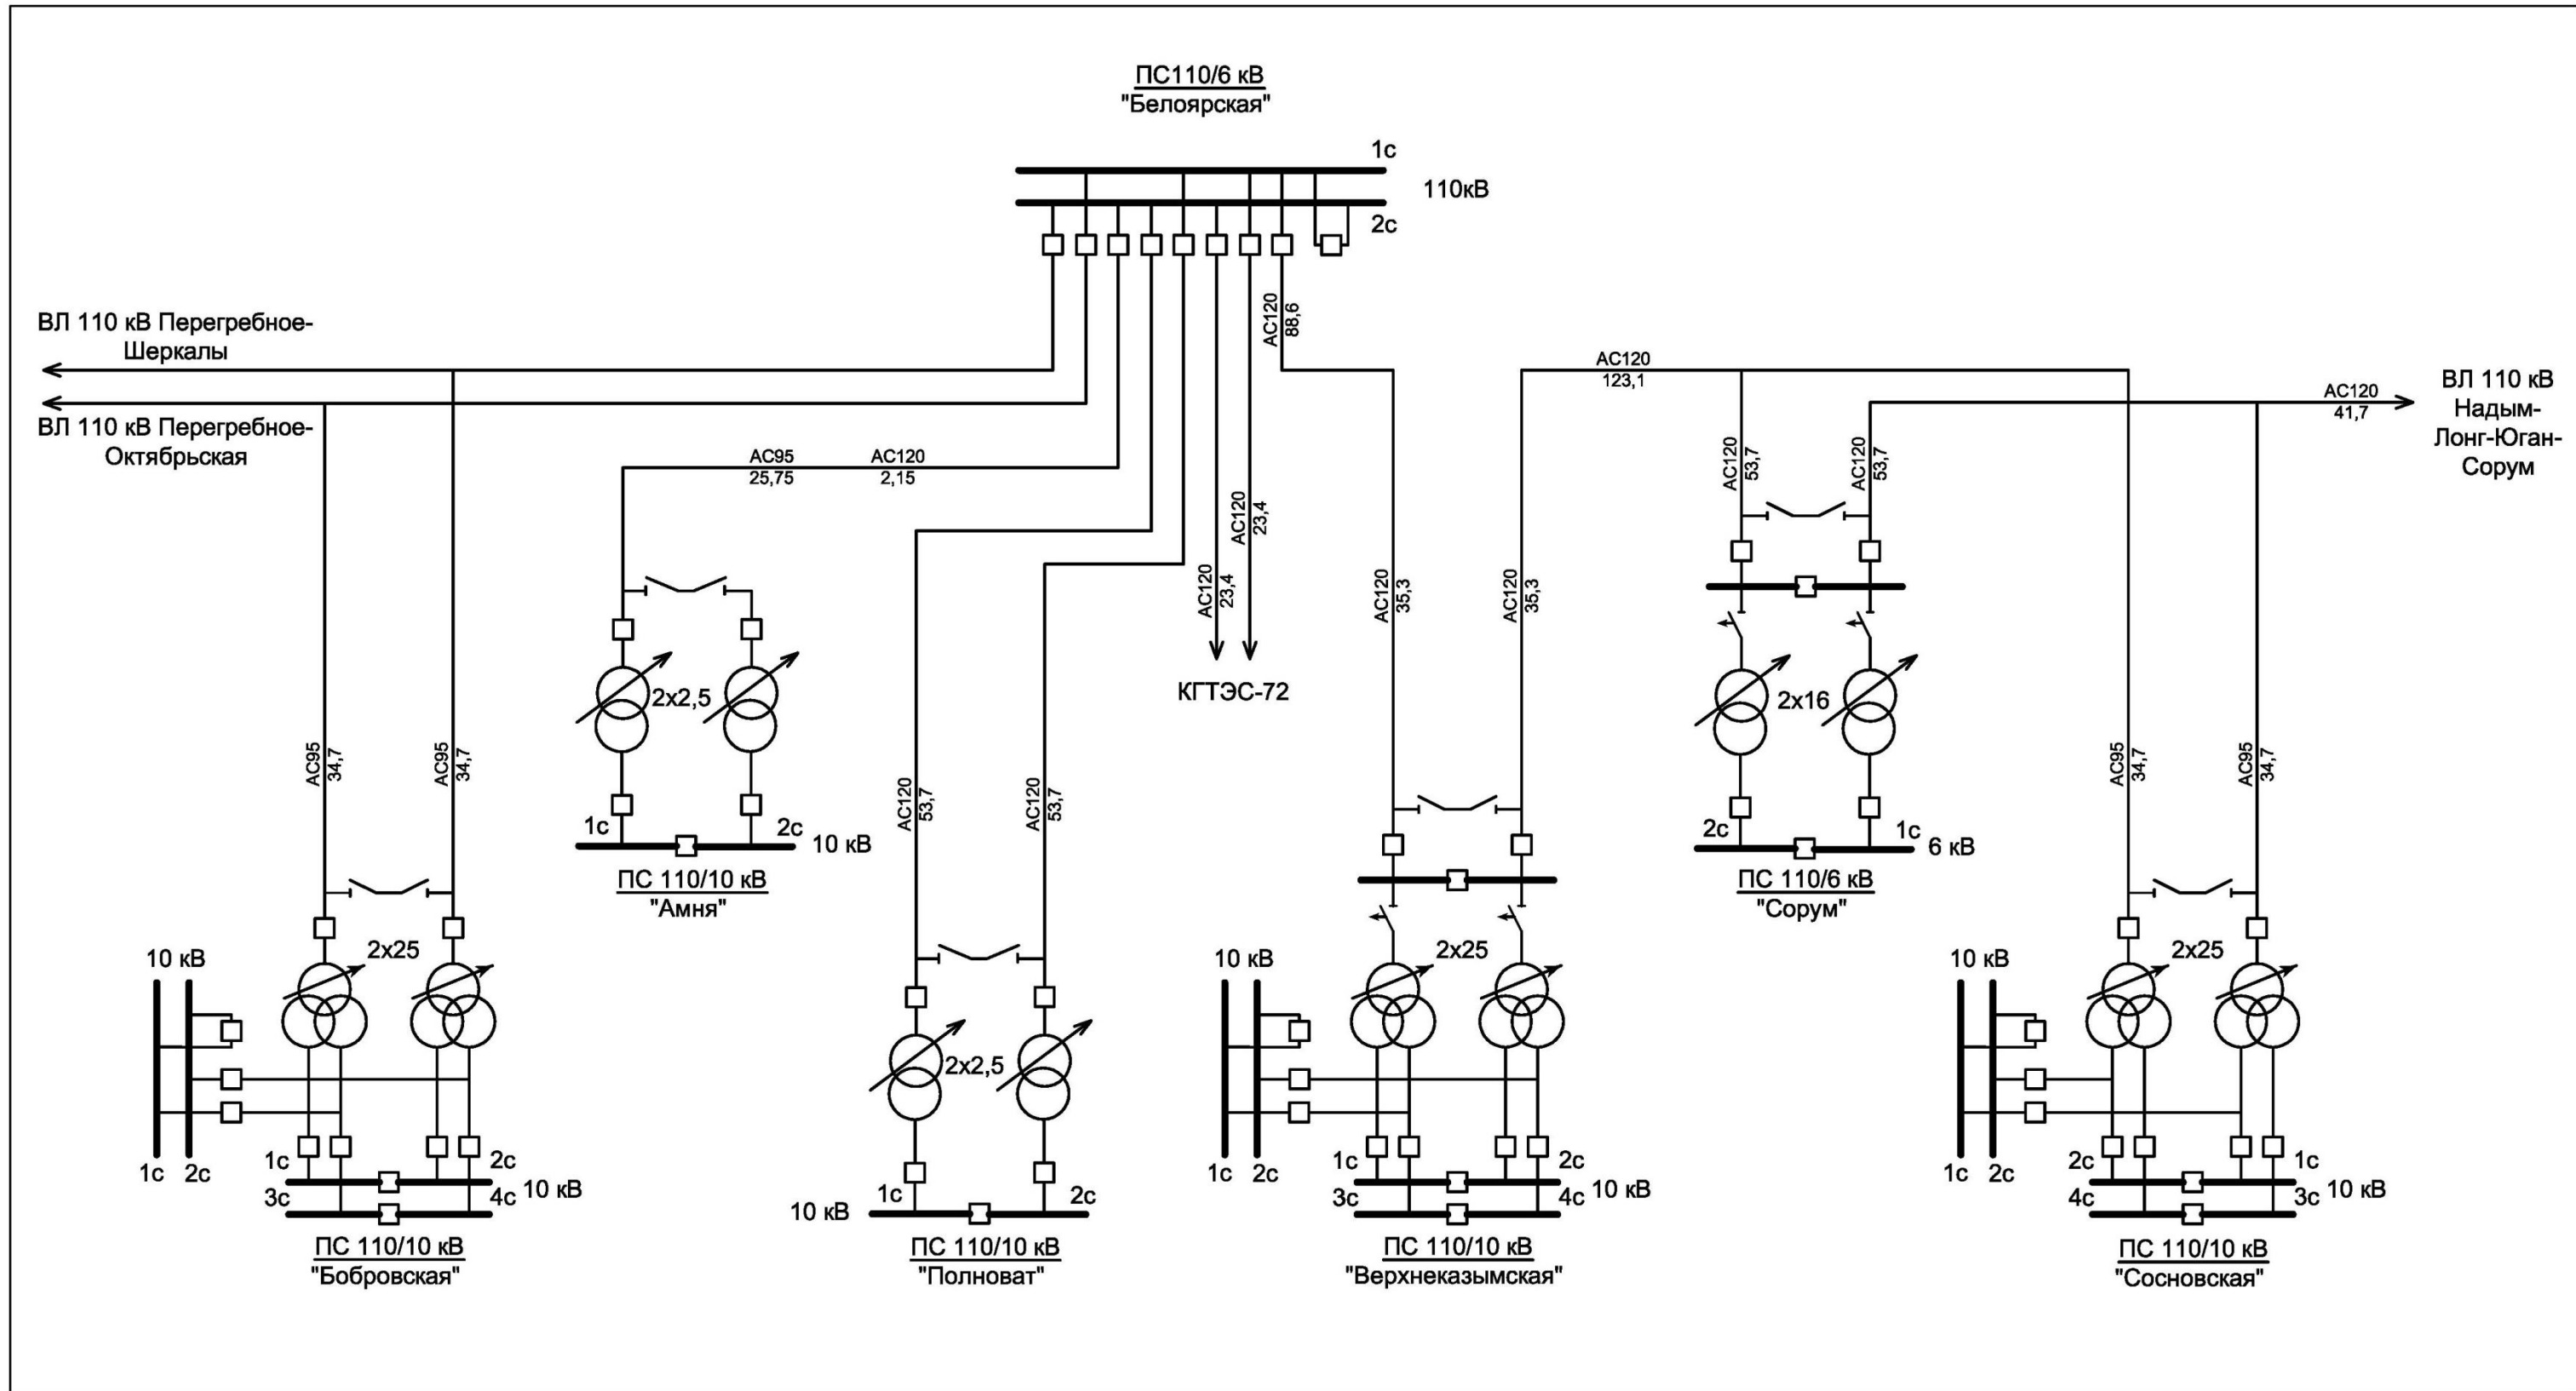 ПС110/6 кВ
"Белоярская"
1с
110кВ
2с
ВЛ 110 кВ Перегребное-
Шеркалы
ВЛ 110 кВ Перегребное-
Октябрьская
АС120
88,6
АС120
123,1
АС120
41,7
ВЛ 110 кВ
Надым-
Лонг-Юган-
Сорум
АС95
25,75
АС120
2,15
АС120
53,7
АС120
53,7
АС120
23,4
АС120
23,4
КГТЭС-72
АС120
35,3
АС120
35,3
АС95
34,7
АС95
34,7
2х2,5
1с
2с
10 кВ
ПС 110/10 кВ
"Амня"
АС120
53,7
АС120
53,7
2х16
2с
1с
6 кВ
ПС 110/6 кВ
"Сорум"
АС95
34,7
АС95
34,7
10 кВ
2х25
1с
2с
1с
2с
3с
4с
10 кВ
ПС 110/10 кВ
"Бобровская"
2х2,5
10 кВ
1с
2с
ПС 110/10 кВ
"Полноват"
10 кВ
2х25
1с
2с
1с
2с
3с
4с
10 кВ
ПС 110/10 кВ
"Верхнеказымская"
10 кВ
2х25
1с
2с
2с
1с
4с
3с
10 кВ
ПС 110/10 кВ
"Сосновская"